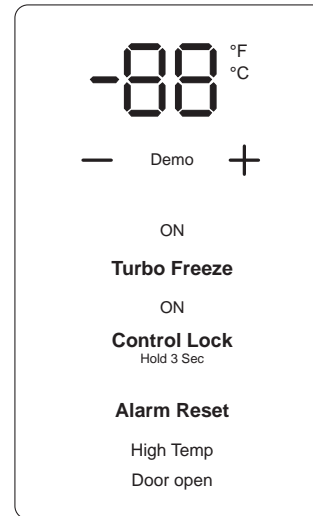 -88 °F
°C
— Demo +
ON
Turbo Freeze
ON
Control Lock
Hold 3 Sec
Alarm Reset
High Temp
Door open